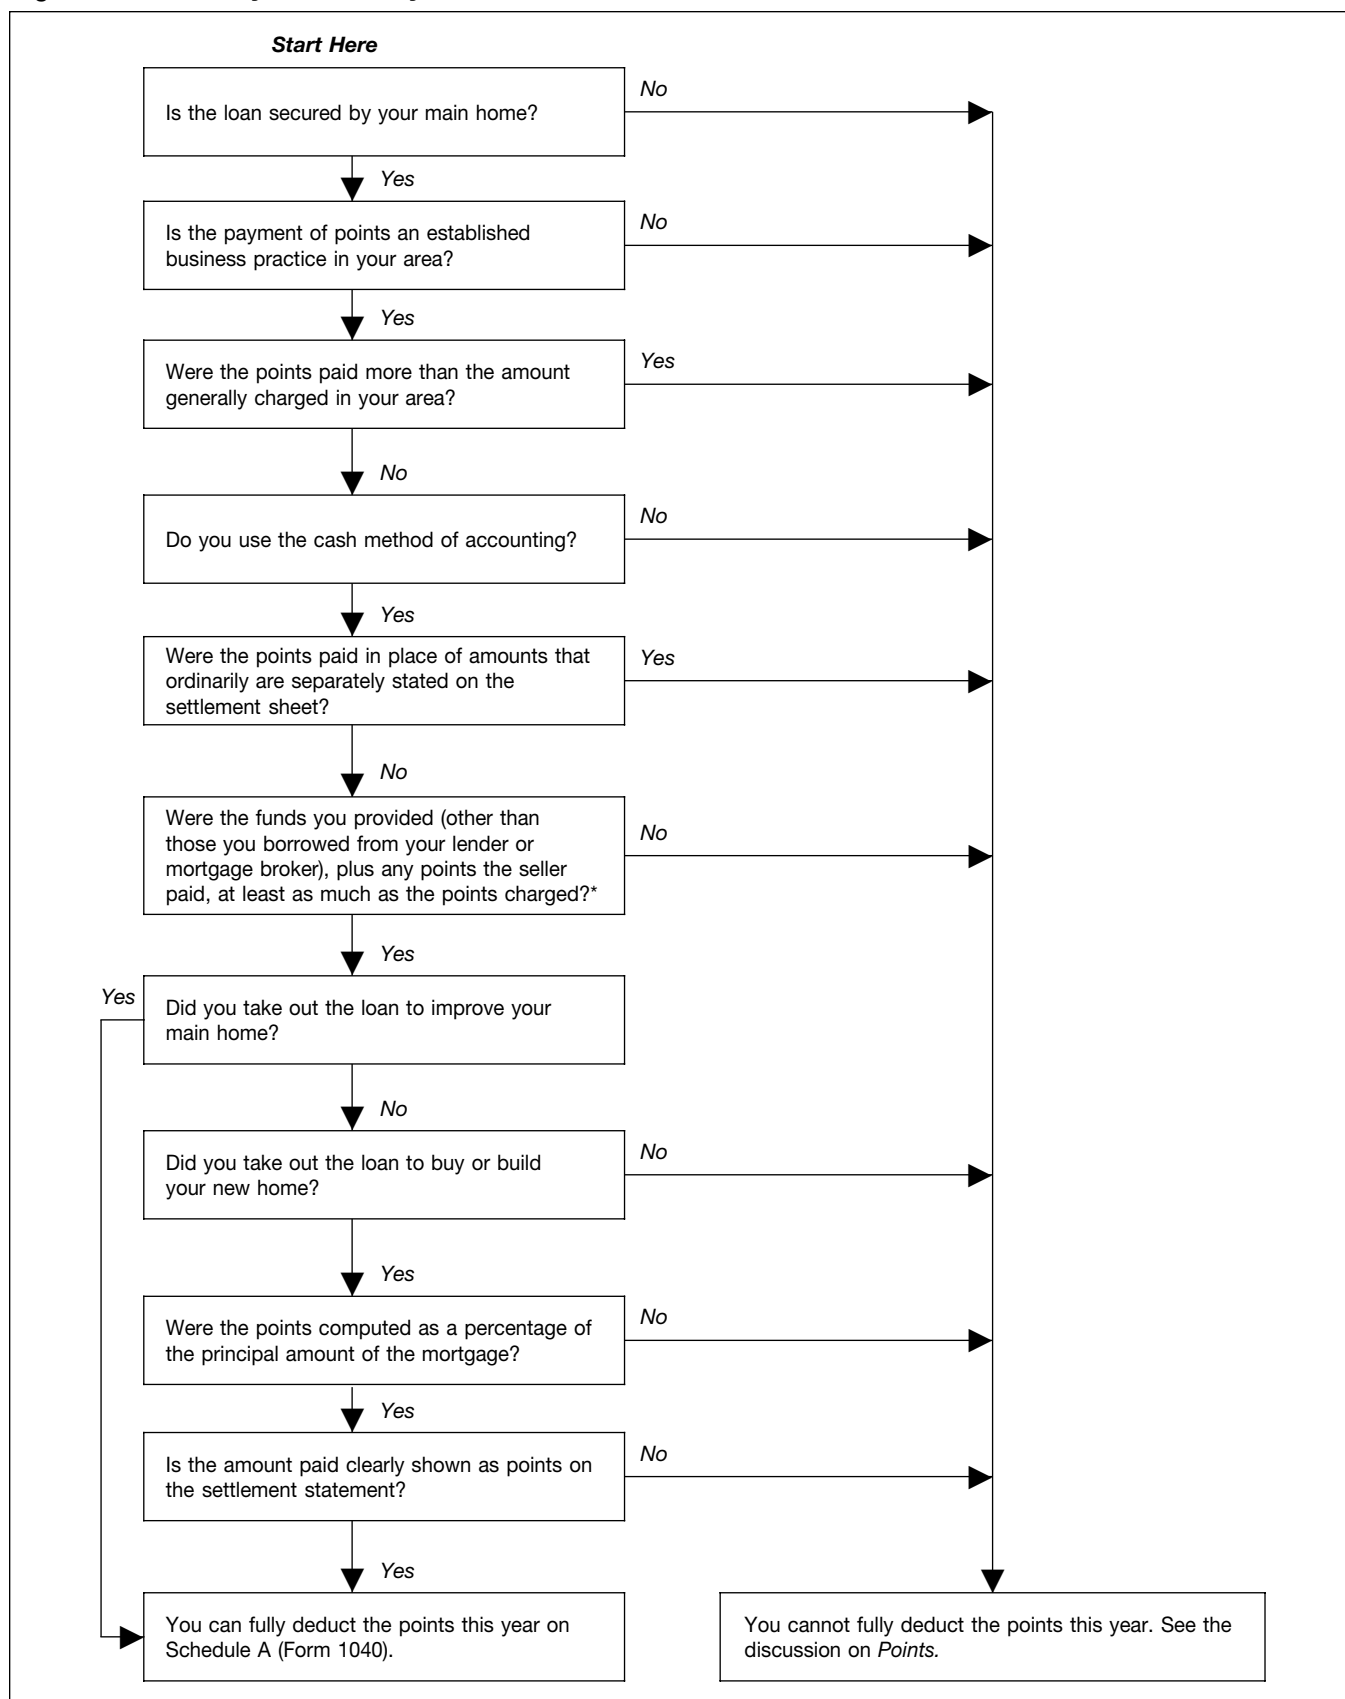 Start Here
Is the loan secured by your main home?
No
Yes
Is the payment of points an established
business practice in your area?
No
Yes
Were the points paid more than the amount
generally charged in your area?
Yes
No
Do you use the cash method of accounting?
No
Yes
Were the points paid in place of amounts that
ordinarily are separately stated on the
settlement sheet?
Yes
No
Were the funds you provided (other than
those you borrowed from your lender or
mortgage broker), plus any points the seller
paid, at least as much as the points charged?*
No
Yes
Did you take out the loan to improve your
main home?
Yes
No
Did you take out the loan to buy or build
your new home?
No
Yes
Were the points computed as a percentage of
the principal amount of the mortgage?
No
Yes
Is the amount paid clearly shown as points on
the settlement statement?
No
Yes
You can fully deduct the points this year on
Schedule A (Form 1040).
You cannot fully deduct the points this year. See the
discussion on Points.